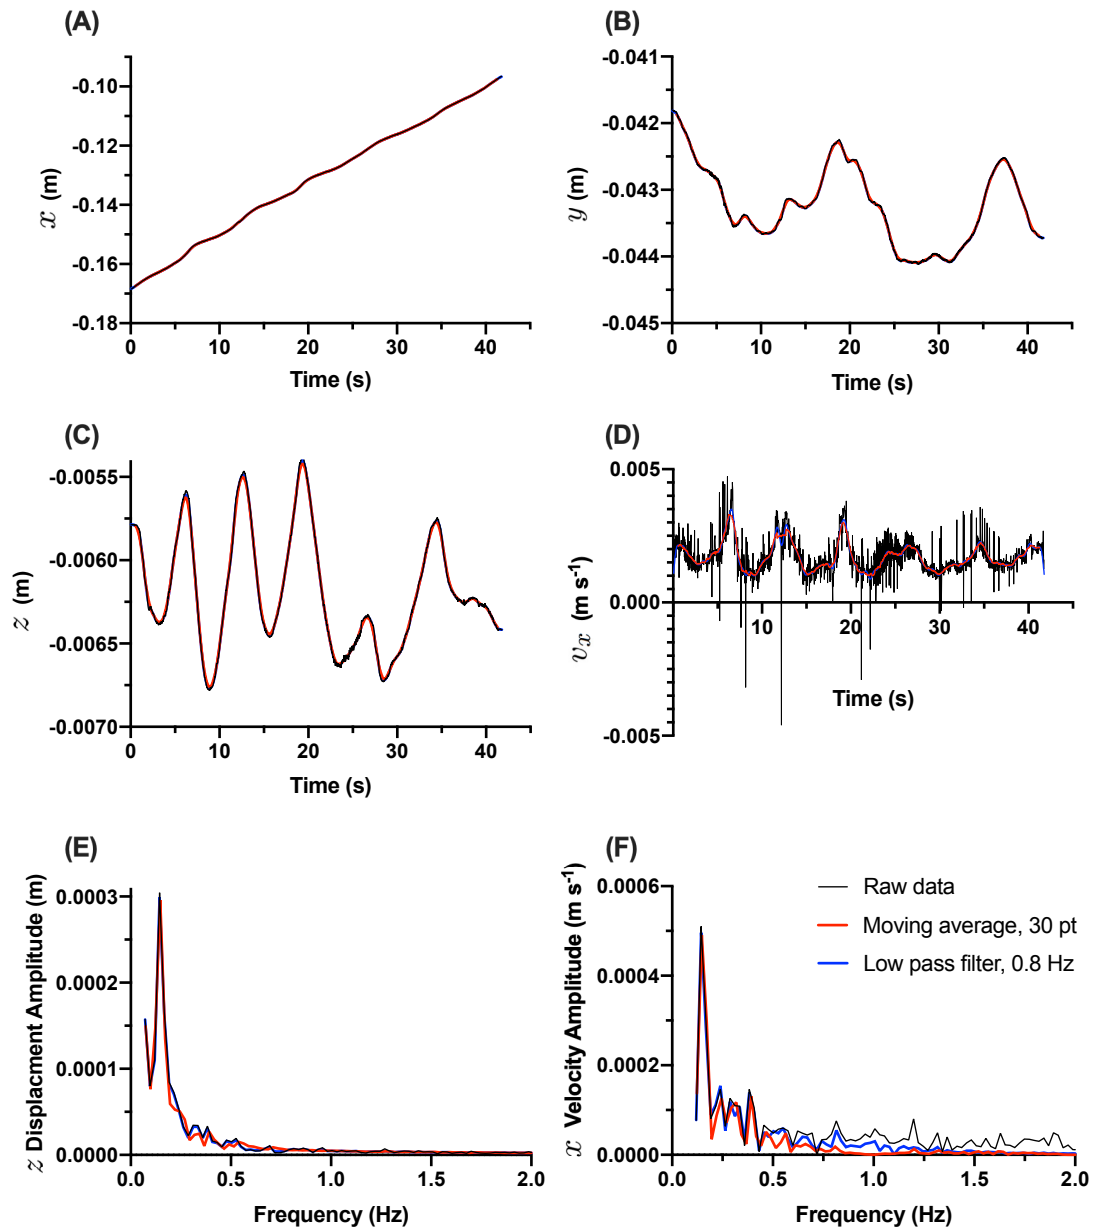 (A)
(B)
-0.10
-0.12
-0.14
-0.16
-0.18
x (m)
0 10 20 30 40
Time (s)
-0.041
-0.042
-0.043
-0.044
-0.045
y (m)
0 10 20 30 40
Time (s)
(C)
(D)
-0.0055
-0.0060
-0.0065
-0.0070
z (m)
0 10 20 30 40
Time (s)
0.005
0.000
-0.005
vx (m s-1)
10 20 30 40
Time (s)
(E)
(F)
0.0003
0.0002
0.0001
0.0000
z Displacment Amplitude (m)
0.0 0.5 1.0 1.5 2.0
Frequency (Hz)
0.0006
0.0004
0.0002
0.0000
x Velocity Amplitude (m s-1)
0.0 0.5 1.0 1.5 2.0
Frequency (Hz)
Raw data
Moving average, 30 pt
Low pass filter, 0.8 Hz